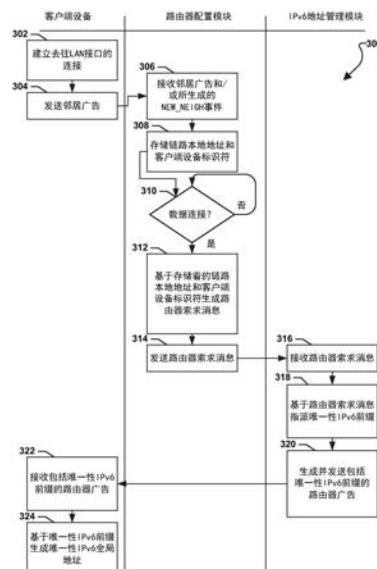 客户端设备
路由器配置模块
IPv6地址管理模块
300
302
建立去往LAN接口的
连接
304
发送邻居广告
306
接收邻居广告和/
或所生成的
NEW_NEIGH事件
308
存储链路本地地址和
客户端设备标识符
310
数据连接?
否
是
312
基于存储着的链路
本地地址和客户端
设备标识符生成路
由器索求消息
314
发送路由器索求消息
316
接收路由器索求消息
318
基于路由器索求消息
指派唯一性IPv6前缀
320
生成并发送包括唯
一性IPv6前缀的
路由器广告
322
接收包括唯一性IPv6
前缀的路由器广告
324
基于唯一性IPv6前缀
生成唯一性IPv6全局
地址